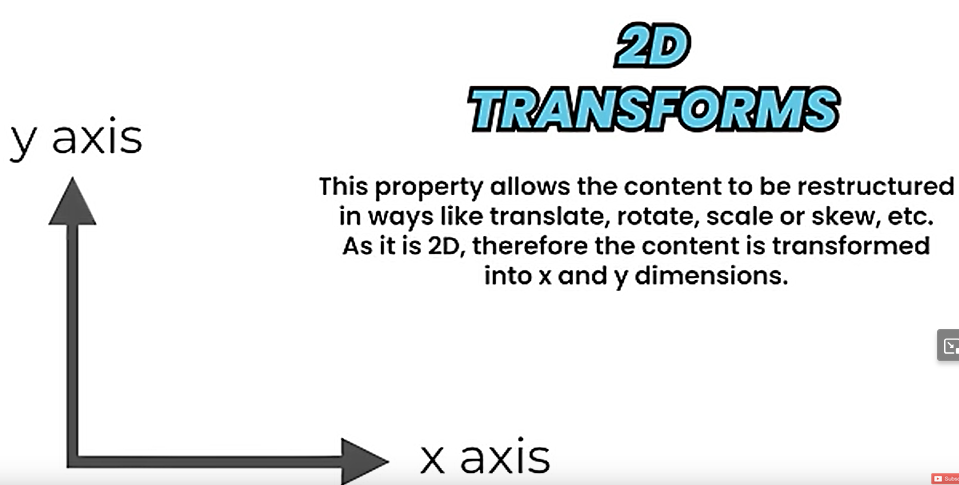 2D
TRANSFORMS
y axis
This property allows the content to be restructured
in ways like translate, rotate, scale or skew, etc.
As it is 2D, therefore the content is transformed
into x and y dimensions.
x axis